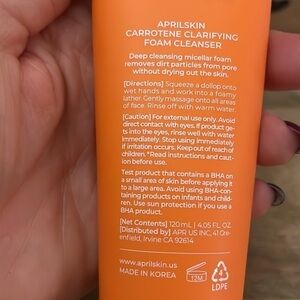 APRILSKIN
CARROTENE CLARIFYING
FOAM CLEANSER
Deep cleansing micellar foam
removes dirt particles from pore
without drying out the skin.
[Directions] Squeeze a dollop onto
wet hands and work into a foamy
lather. Gently massage onto all areas
of face. Rinse off with warm water.
[Caution] For external use only. Avoid
direct contact with eyes, if product ge-
ts into the eyes, rinse well with water
immediately. Stop using immediately
if irritation occurs. Keep out of reach of
children. *Read instructions and caut-
ion before use.
Test product that contains a BHA on
a small area of skin before applying it
to a large area. Avoid using BHA-con-
taining products on infants and child-
ren. Use sun protection if you use a
BHA product.
[Net Contents] 120mL | 4.05 FL. OZ.
[Distributed by] APR US INC, 41 Gre-
enfield, Irvine CA 92614
www.aprilskin.us
MADE IN KOREA
12M
4
LDPE